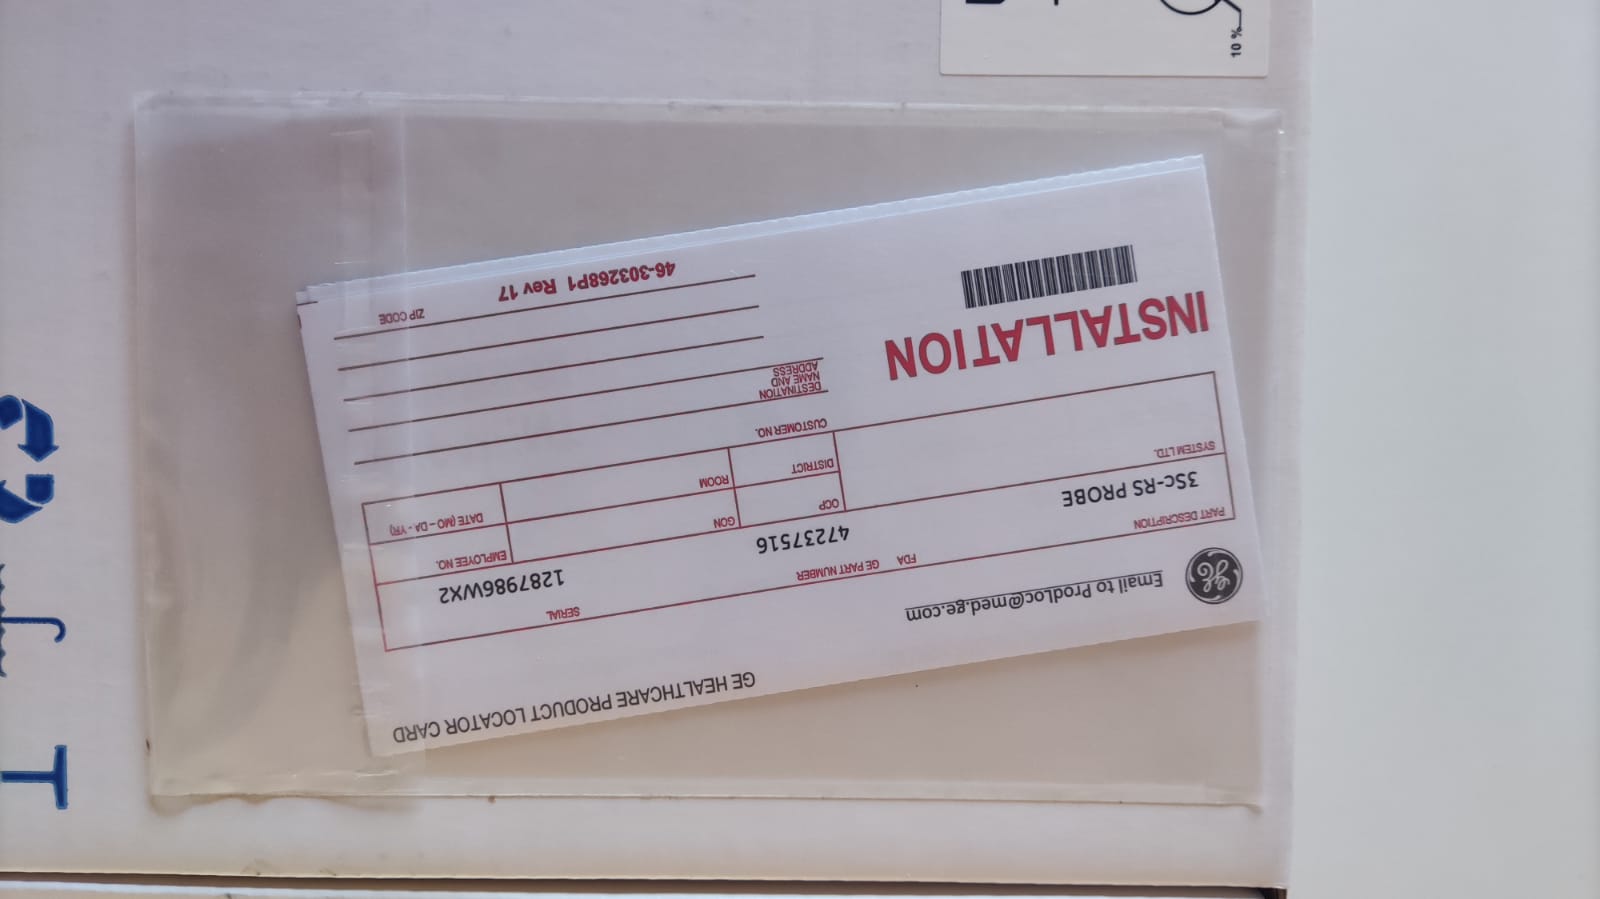 GE HEALTHCARE PRODUCT LOCATOR CARD
Email to ProdLoc@med.ge.com
PART DESCRIPTION
FDA
GE PART NUMBER
SERIAL
3Sc-RS PROBE
47237516
1287986WX2
SYSTEM LTD.
OCP
GON
EMPLOYEE NO.
DISTRICT
ROOM
DATE (MO – DA - YR)
CUSTOMER NO.
DESTINATION
NAME AND
ADDRESS
INSTALLATION
ZIP CODE
46-303268P1 Rev 17
10 %